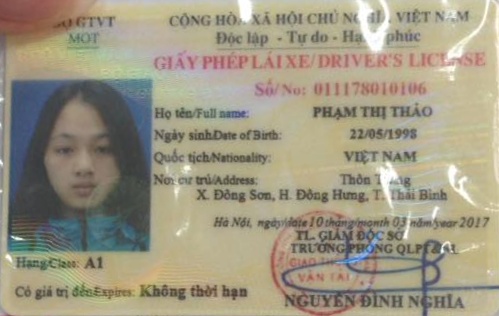 BỘ GTVT
MOT
CỘNG HÒA XÃ HỘI CHỦ NGHĨA VIỆT NAM
Độc lập - Tự do - Hạnh phúc
GIẤY PHÉP LÁI XE/DRIVER'S LICENSE
Số/No: 011178010106
Họ tên/Full name: PHẠM THỊ THẢO
Ngày sinh/Date of Birth: 22/05/1998
Quốc tịch/Nationality: VIỆT NAM
Nơi cư trú/Address: Thôn
X. Đông Sơn, H. Đông Hưng, T. Thái Bình
Hà Nội, ngày/date 10 tháng/month 03 năm/year 2017
TL. GIÁM ĐỐC SỞ
TRƯỞNG PHÒNG
GIAO
VẬN TẢI
Hạng/Class: A1
Có giá trị đến/Expires: Không thời hạn
NGUYỄN ĐÌNH NGHĨA